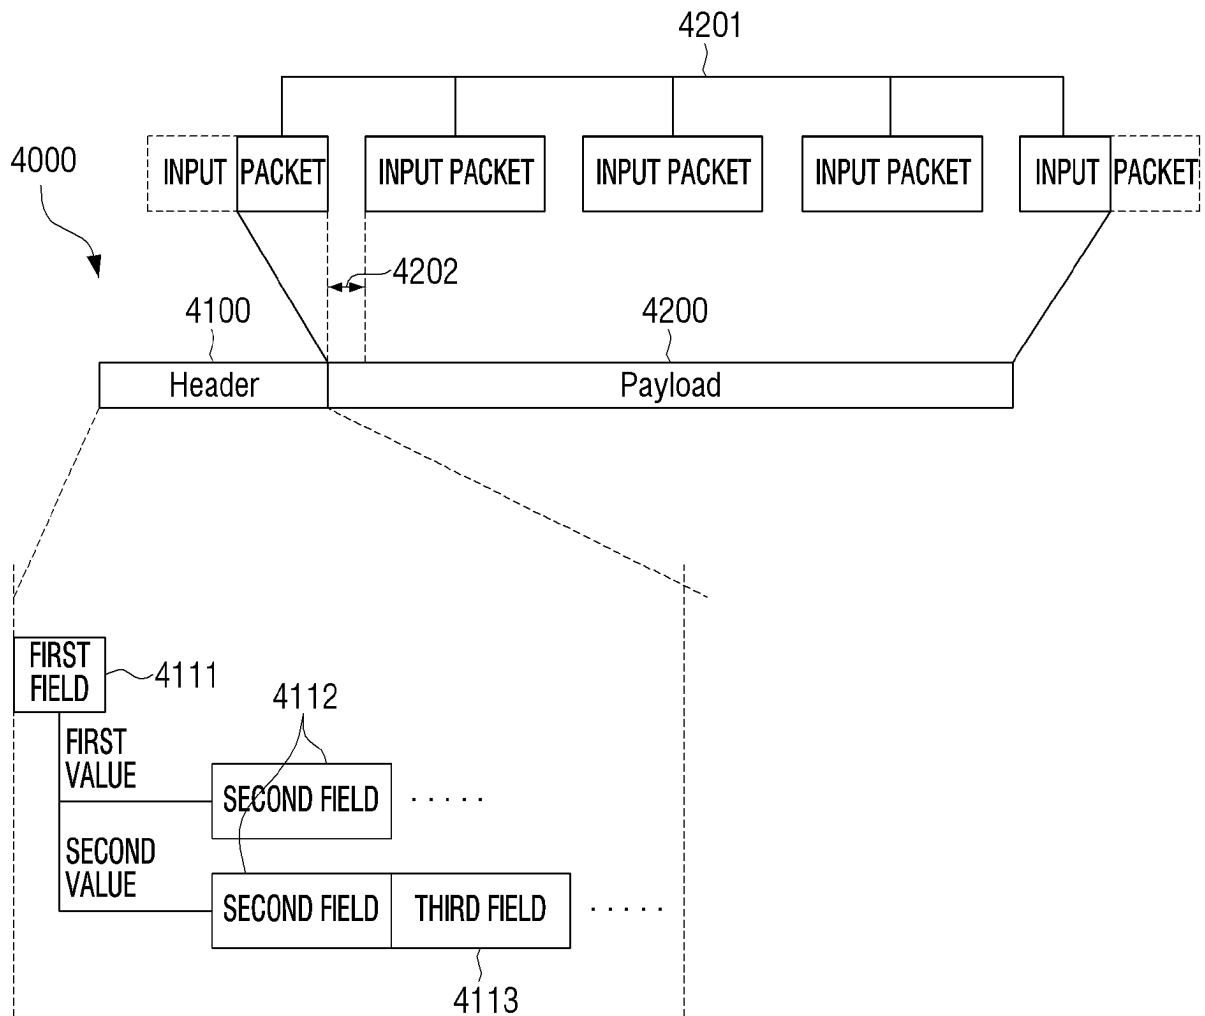 4201
4000
INPUT PACKET INPUT PACKET INPUT PACKET INPUT PACKET INPUT PACKET
4202
4100
4200
Header Payload
FIRST
FIELD
4111
4112
FIRST
VALUE
SECOND FIELD .....
SECOND
VALUE
SECOND FIELD THIRD FIELD .....
4113